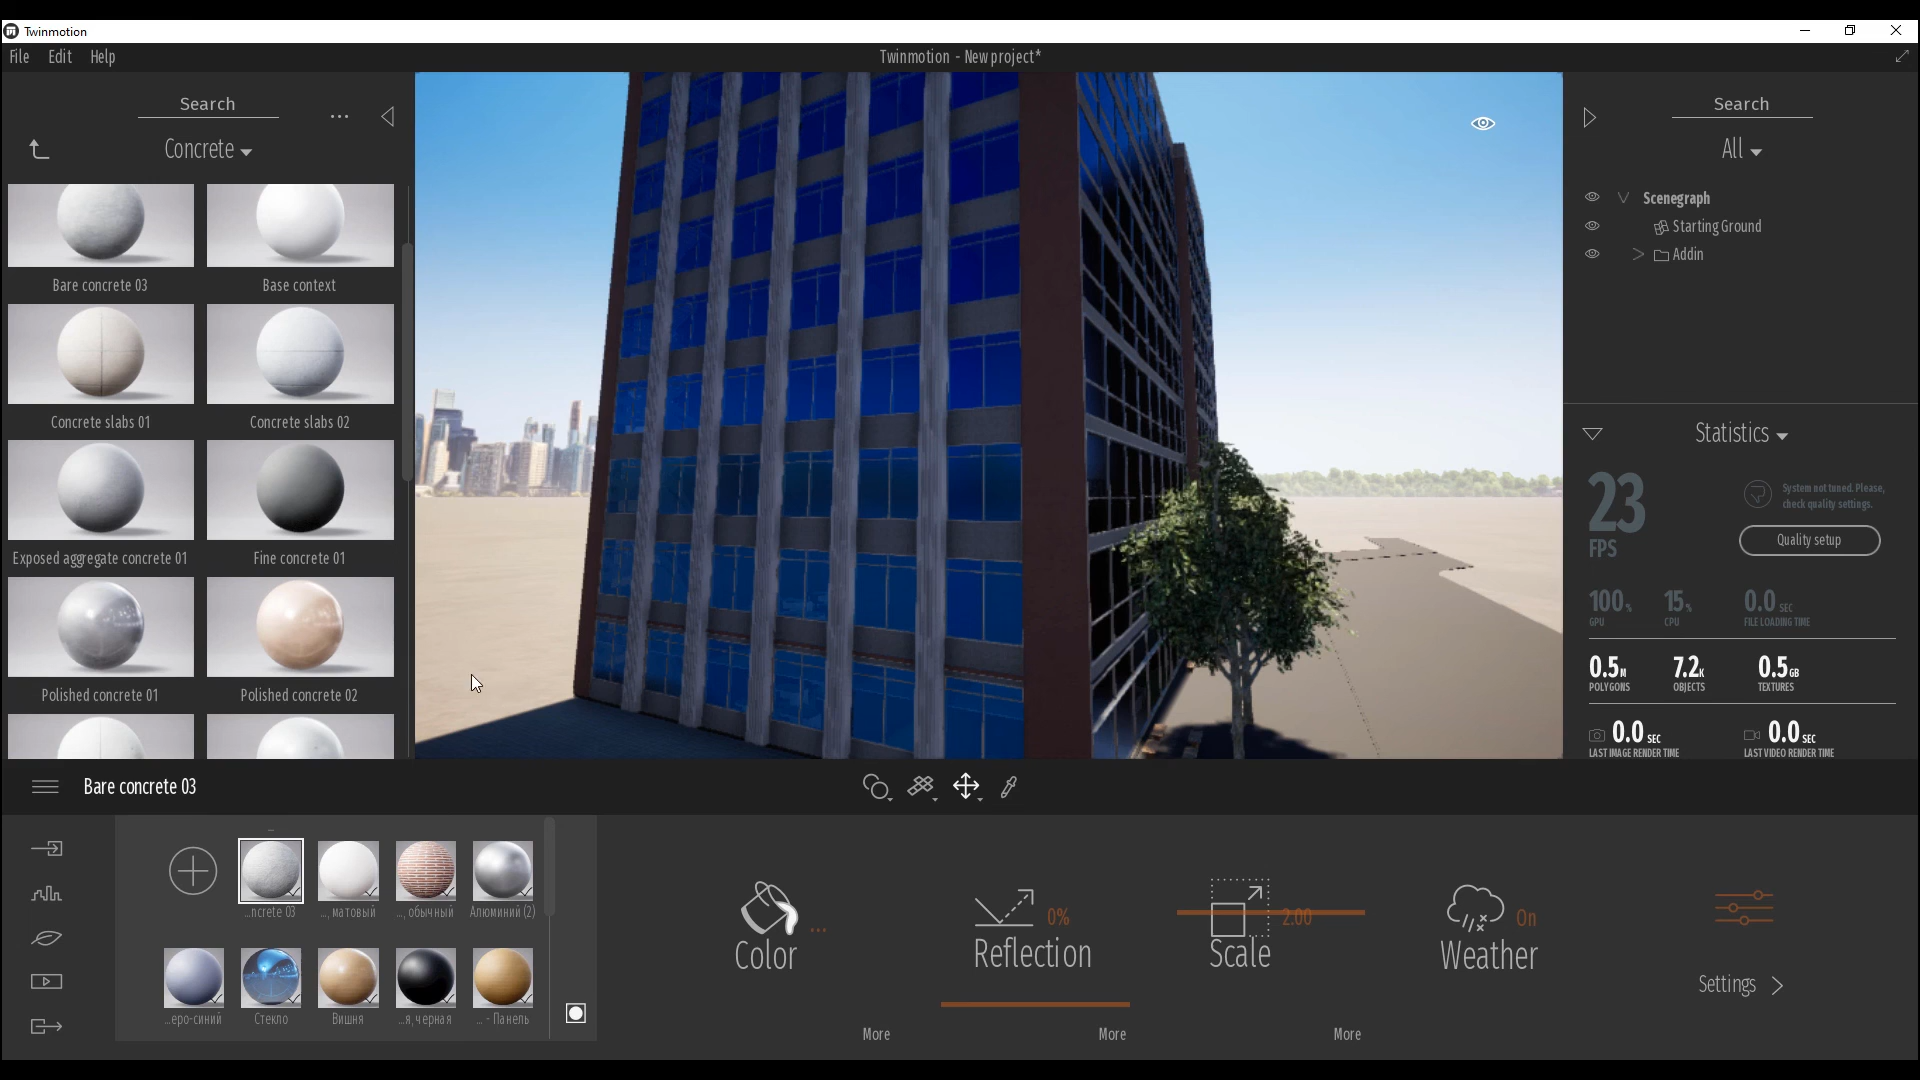 Twinmotion
File Edit Help
Twinmotion - New project*
Search
...
Concrete
Bare concrete 03
Base context
Concrete slabs 01
Concrete slabs 02
Exposed aggregate concrete 01
Fine concrete 01
Polished concrete 01
Polished concrete 02
Search
All
Scenegraph
Starting Ground
Addin
Statistics
23
FPS
System not tuned. Please,
check quality settings.
Quality setup
100 %
GPU
15 %
CPU
0.0 SEC
FILE LOADING TIME
0.5 M
POLYGONS
7.2 K
OBJECTS
0.5 GB
TEXTURES
0.0 SEC
LAST IMAGE RENDER TIME
0.0 SEC
LAST VIDEO RENDER TIME
Bare concrete 03
...ncrete 03
..., матовый
..., обычный
Алюминий (2)
...еро-синий
Стекло
Вишня
...я, черная
... - Панель
Color ...
More
Reflection 0%
More
Scale 2.00
More
Weather On
Settings